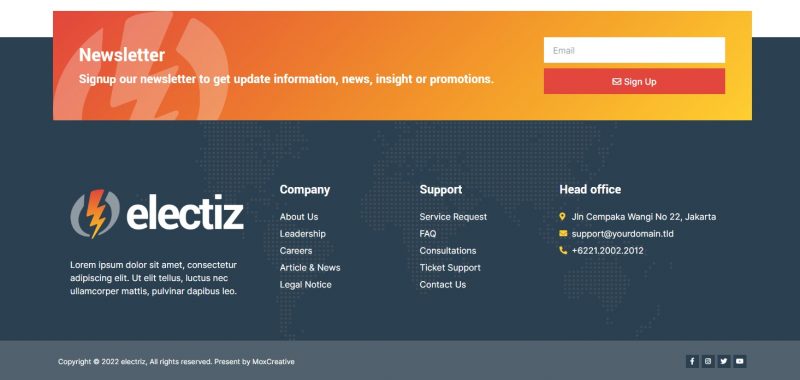 Newsletter
Signup our newsletter to get update information, news, insight or promotions.
Email
Sign Up
electiz
Lorem ipsum dolor sit amet, consectetur
adipiscing elit. Ut elit tellus, luctus nec
ullamcorper mattis, pulvinar dapibus leo.
Company
About Us
Leadership
Careers
Article & News
Legal Notice
Support
Service Request
FAQ
Consultations
Ticket Support
Contact Us
Head office
Jln Cempaka Wangi No 22, Jakarta
support@yourdomain.tld
+6221.2002.2012
Copyright © 2022 electriz, All rights reserved. Present by MoxCreative